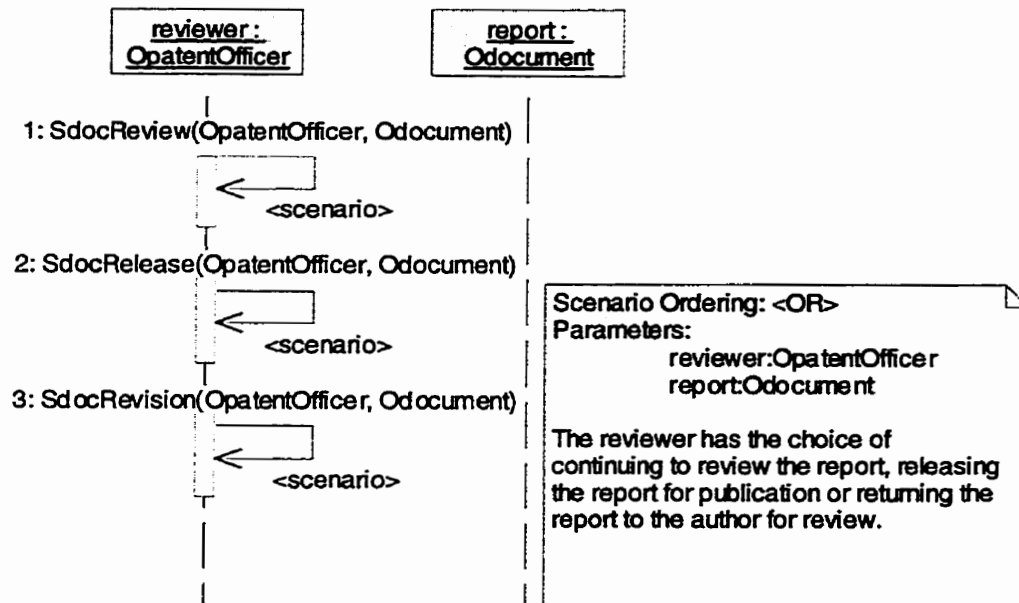 reviewer:
OpatentOfficer
report:
Odocument
1: SdocReview(OpatentOfficer, Odocument)
<scenario>
2: SdocRelease(OpatentOfficer, Odocument)
<scenario>
3: SdocRevision(OpatentOfficer, Odocument)
<scenario>
Scenario Ordering: <OR>
Parameters:
reviewer:OpatentOfficer
report:Odocument
The reviewer has the choice of
continuing to review the report, releasing
the report for publication or returning the
report to the author for review.